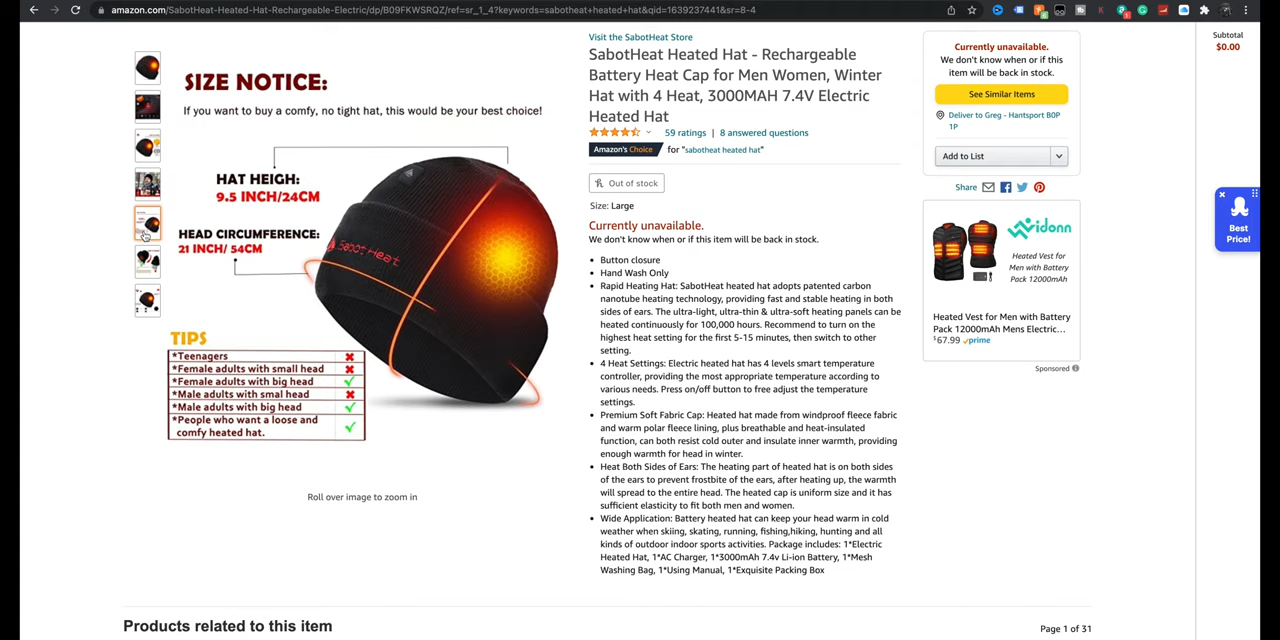 amazon.com/SabotHeat-Heated-Hat-Rechargeable-Electric/dp/B09FKWSRQZ/ref=sr_1_4?keywords=sabotheat+heated+hat&qid=1639237441&sr=8-4
SIZE NOTICE:
If you want to buy a comfy, no tight hat, this would be your best choice!
HAT HEIGH:
9.5 INCH/24CM
HEAD CIRCUMFERENCE:
21 INCH/ 54CM
Sabot Heat
TIPS
*Teenagers
*Female adults with small head
*Female adults with big head
*Male adults with smal head
*Male adults with big head
*People who want a loose and
comfy heated hat.
Roll over image to zoom in
Visit the SabotHeat Store
SabotHeat Heated Hat - Rechargeable
Battery Heat Cap for Men Women, Winter
Hat with 4 Heat, 3000MAH 7.4V Electric
Heated Hat
59 ratings | 8 answered questions
Amazon's Choice for "sabotheat heated hat"
Out of stock
Size: Large
Currently unavailable.
We don't know when or if this item will be back in stock.
• Button closure
• Hand Wash Only
• Rapid Heating Hat: SabotHeat heated hat adopts patented carbon
nanotube heating technology, providing fast and stable heating in both
sides of ears. The ultra-light, ultra-thin & ultra-soft heating panels can
be heated continuously for 100,000 hours. Recommend to turn on the
highest heat setting for the first 5-15 minutes, then switch to other
setting.
• 4 Heat Settings: Electric heated hat has 4 levels smart temperature
controller, providing the most appropriate temperature according to
various needs. Press on/off button to free adjust the temperature
settings.
• Premium Soft Fabric Cap: Heated hat made from windproof fleece fabric
and warm polar fleece lining, plus breathable and heat-insulated
function, can both resist cold outer and insulate inner warmth, providing
enough warmth for head in winter.
• Heat Both Sides of Ears: The heating part of heated hat is on both sides
of the ears to prevent frostbite of the ears, after heating up, the warmth
will spread to the entire head. The heated cap is uniform size and it has
sufficient elasticity to fit both men and women.
• Wide Application: Battery heated hat can keep your head warm in cold
weather when skiing, skating, running, fishing,hiking, hunting and all
kinds of outdoor indoor sports activities. Package includes: 1*Electric
Heated Hat, 1*AC Charger, 1*3000mAh 7.4v Li-ion Battery, 1*Mesh
Washing Bag, 1*Using Manual, 1*Exquisite Packing Box
Currently unavailable.
We don't know when or if this
item will be back in stock.
See Similar Items
Deliver to Greg - Hantsport B0P
1P
Add to List
Share
vidonn
Heated Vest for
Men with Battery
Pack 12000mAh
Heated Vest for Men with Battery
Pack 12000mAh Mens Electric...
$67.99 prime
Sponsored
Subtotal
$0.00
Best
Price!
Products related to this item
Page 1 of 31